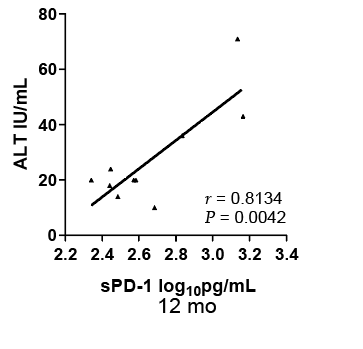 80
60
40
20
0
ALT IU/mL
r = 0.8134
P = 0.0042
2.2 2.4 2.6 2.8 3.0 3.2 3.4
sPD-1 log₁₀pg/mL
12 mo